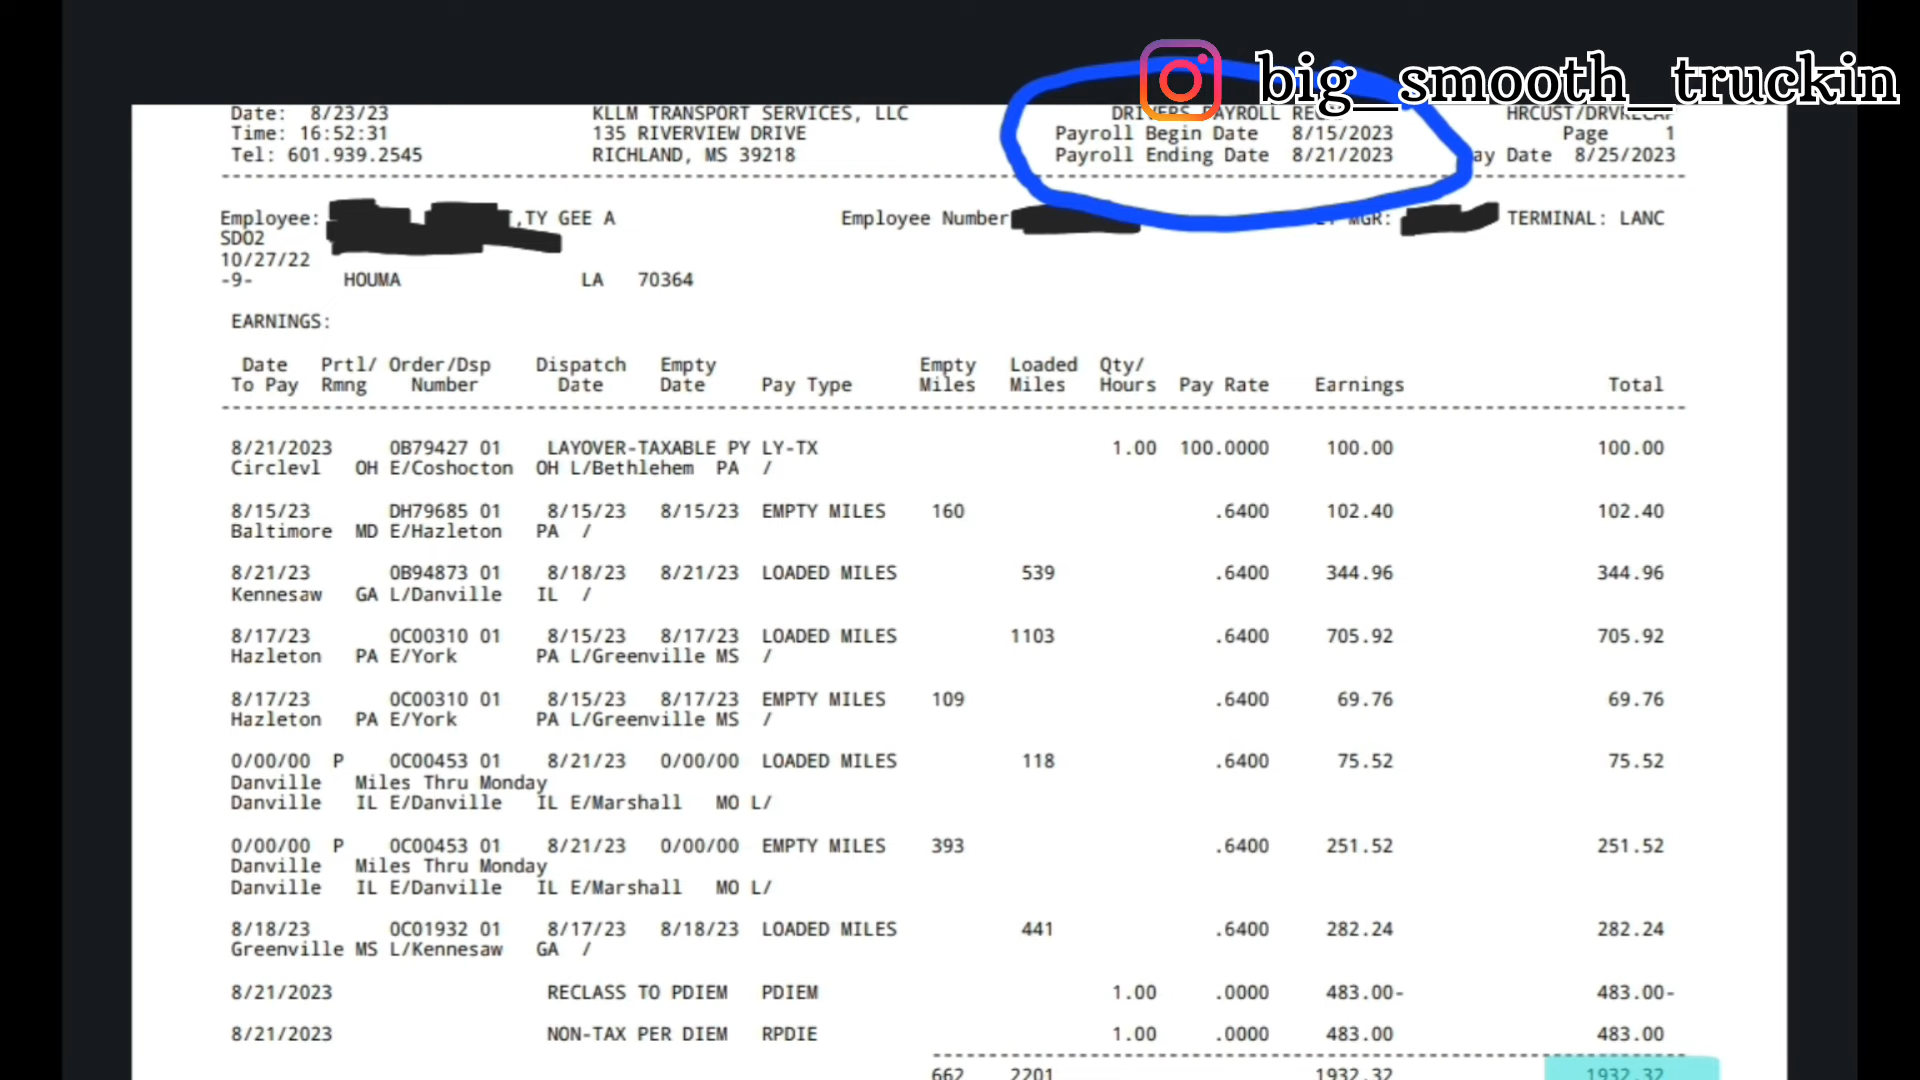 big_smooth_truckin
Date: 8/23/23 KLLM TRANSPORT SERVICES, LLC DRIVERS PAYROLL HRCUST/DRVRECAP
Time: 16:52:31 135 RIVERVIEW DRIVE Payroll Begin Date 8/15/2023 Page 1
Tel: 601.939.2545 RICHLAND, MS 39218 Payroll Ending Date 8/21/2023 ay Date 8/25/2023
Employee: ,TY GEE A Employee Number MGR: TERMINAL: LANC
SD02
10/27/22
-9- HOUMA LA 70364
EARNINGS:
Date Prtl/ Order/Dsp Dispatch Empty Empty Loaded Qty/
To Pay Rmng Number Date Date Pay Type Miles Miles Hours Pay Rate Earnings Total
8/21/2023 0B79427 01 LAYOVER-TAXABLE PY LY-TX 1.00 100.0000 100.00 100.00
Circlevl OH E/Coshocton OH L/Bethlehem PA /
8/15/23 DH79685 01 8/15/23 8/15/23 EMPTY MILES 160 .6400 102.40 102.40
Baltimore MD E/Hazleton PA /
8/21/23 0B94873 01 8/18/23 8/21/23 LOADED MILES 539 .6400 344.96 344.96
Kennesaw GA L/Danville IL /
8/17/23 0C00310 01 8/15/23 8/17/23 LOADED MILES 1103 .6400 705.92 705.92
Hazleton PA E/York PA L/Greenville MS /
8/17/23 0C00310 01 8/15/23 8/17/23 EMPTY MILES 109 .6400 69.76 69.76
Hazleton PA E/York PA L/Greenville MS /
0/00/00 P 0C00453 01 8/21/23 0/00/00 LOADED MILES 118 .6400 75.52 75.52
Danville Miles Thru Monday
Danville IL E/Danville IL E/Marshall MO L/
0/00/00 P 0C00453 01 8/21/23 0/00/00 EMPTY MILES 393 .6400 251.52 251.52
Danville Miles Thru Monday
Danville IL E/Danville IL E/Marshall MO L/
8/18/23 0C01932 01 8/17/23 8/18/23 LOADED MILES 441 .6400 282.24 282.24
Greenville MS L/Kennesaw GA /
8/21/2023 RECLASS TO PDIEM PDIEM 1.00 .0000 483.00- 483.00-
8/21/2023 NON-TAX PER DIEM RPDIE 1.00 .0000 483.00 483.00
662 2201 1932.32 1932.32